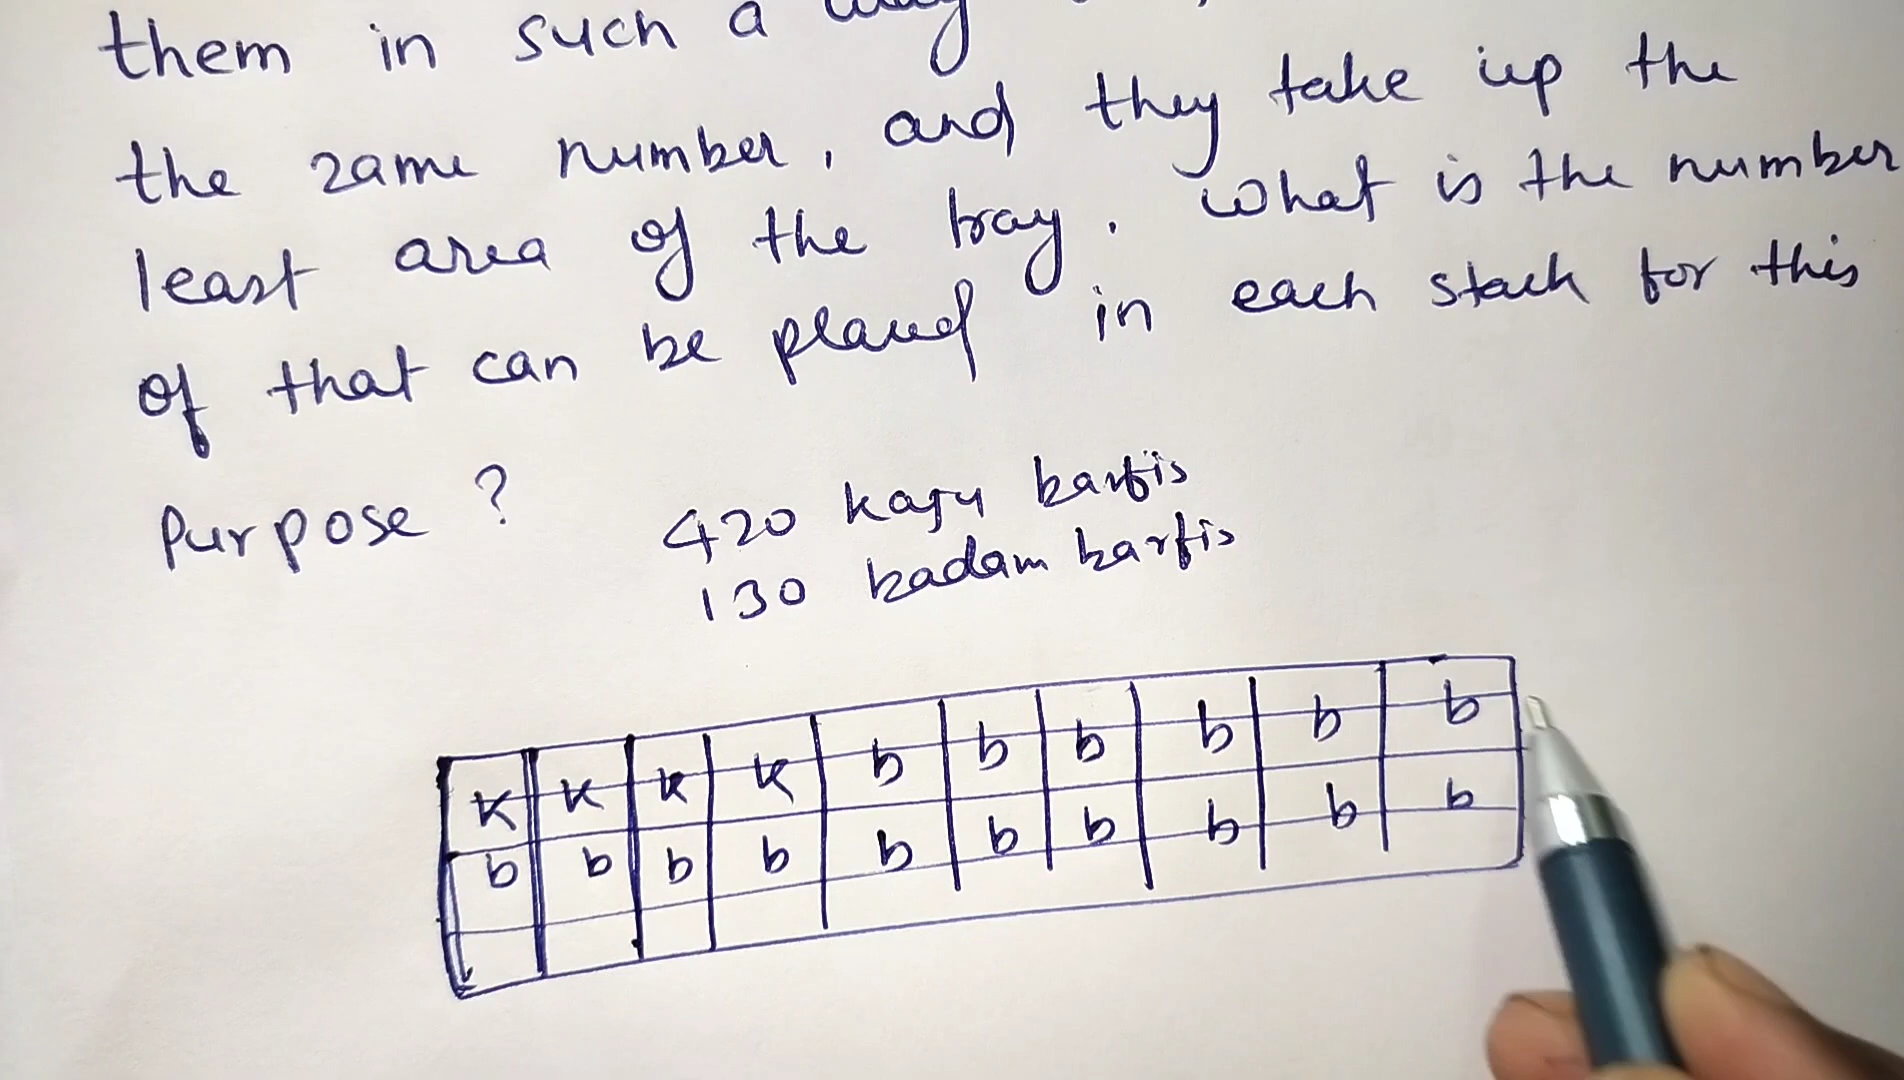 them in such a way
the same number, and they take up the
least area of the tray. What is the number
of that can be placed in each stack for this
Purpose ?
420 kaju barfis
130 badam barfis
K K K K b b b b b b
b b b b b b b b b b